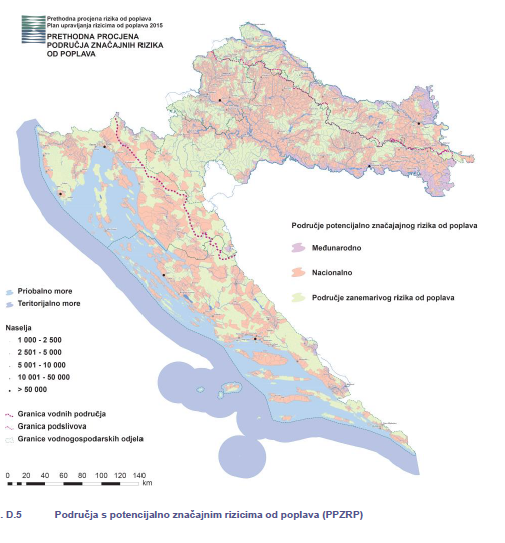 Prethodna procjena rizika od poplava
Plan upravljanja rizicima od poplava 2015
PRETHODNA PROCJENA
PODRUČJA ZNAČAJNIH RIZIKA
OD POPLAVA
Područje potencijalno značajajnog rizika od poplava
Međunarodno
Nacionalno
Područje zanemarivog rizika od poplava
Priobalno more
Teritorijalno more
Naselja
1 000 - 2 500
2 501 - 5 000
5 001 - 10 000
10 001 - 50 000
> 50 000
Granica vodnih područja
Granica podslivova
Granice vodnogospodarskih odjela
0 20 40 60 80 100 120 140
km
. D.5 Područja s potencijalno značajnim rizicima od poplava (PPZRP)